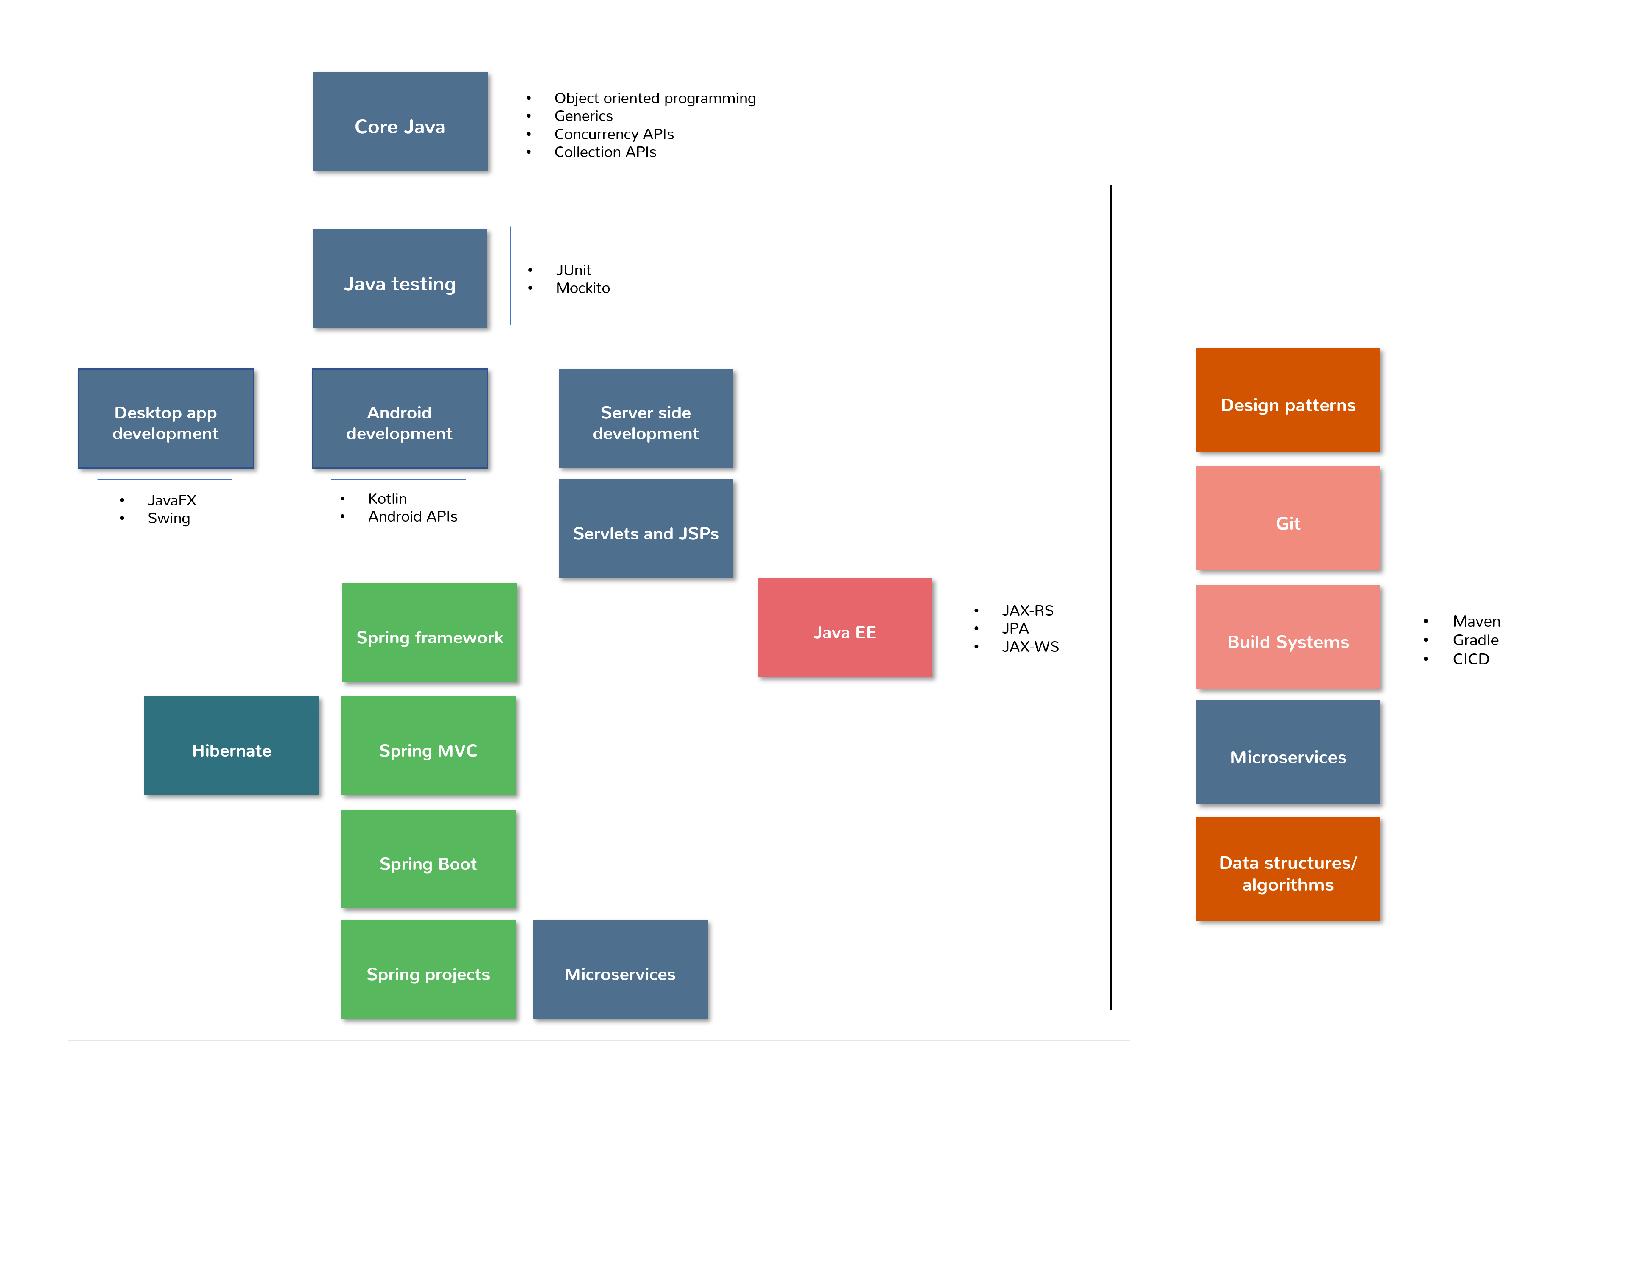 Core Java
• Object oriented programming
• Generics
• Concurrency APIs
• Collection APIs
Java testing
• JUnit
• Mockito
Desktop app
development
• JavaFX
• Swing
Android
development
• Kotlin
• Android APIs
Server side
development
Servlets and JSPs
Spring framework
Java EE
• JAX-RS
• JPA
• JAX-WS
Hibernate
Spring MVC
Spring Boot
Spring projects
Microservices
Design patterns
Git
Build Systems
• Maven
• Gradle
• CICD
Microservices
Data structures/
algorithms